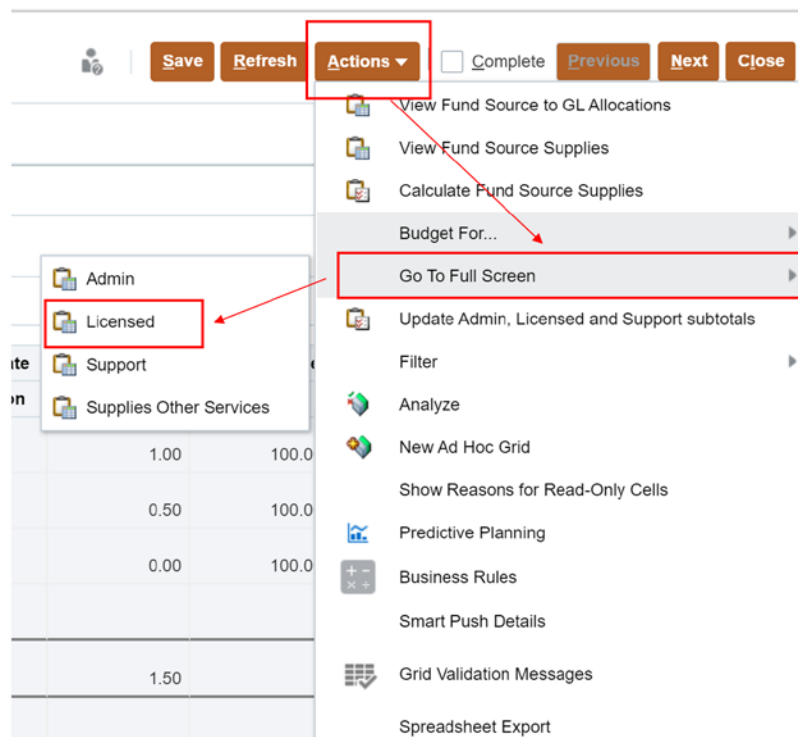 Save Refresh Actions Complete Previous Next Close
View Fund Source to GL Allocations
View Fund Source Supplies
Calculate Fund Source Supplies
Budget For...
Go To Full Screen
Update Admin, Licensed and Support subtotals
Filter
Analyze
New Ad Hoc Grid
Show Reasons for Read-Only Cells
Predictive Planning
Business Rules
Smart Push Details
Grid Validation Messages
Spreadsheet Export
Admin
Licensed
Support
Supplies Other Services
1.00 100.0
0.50 100.0
0.00 100.0
1.50